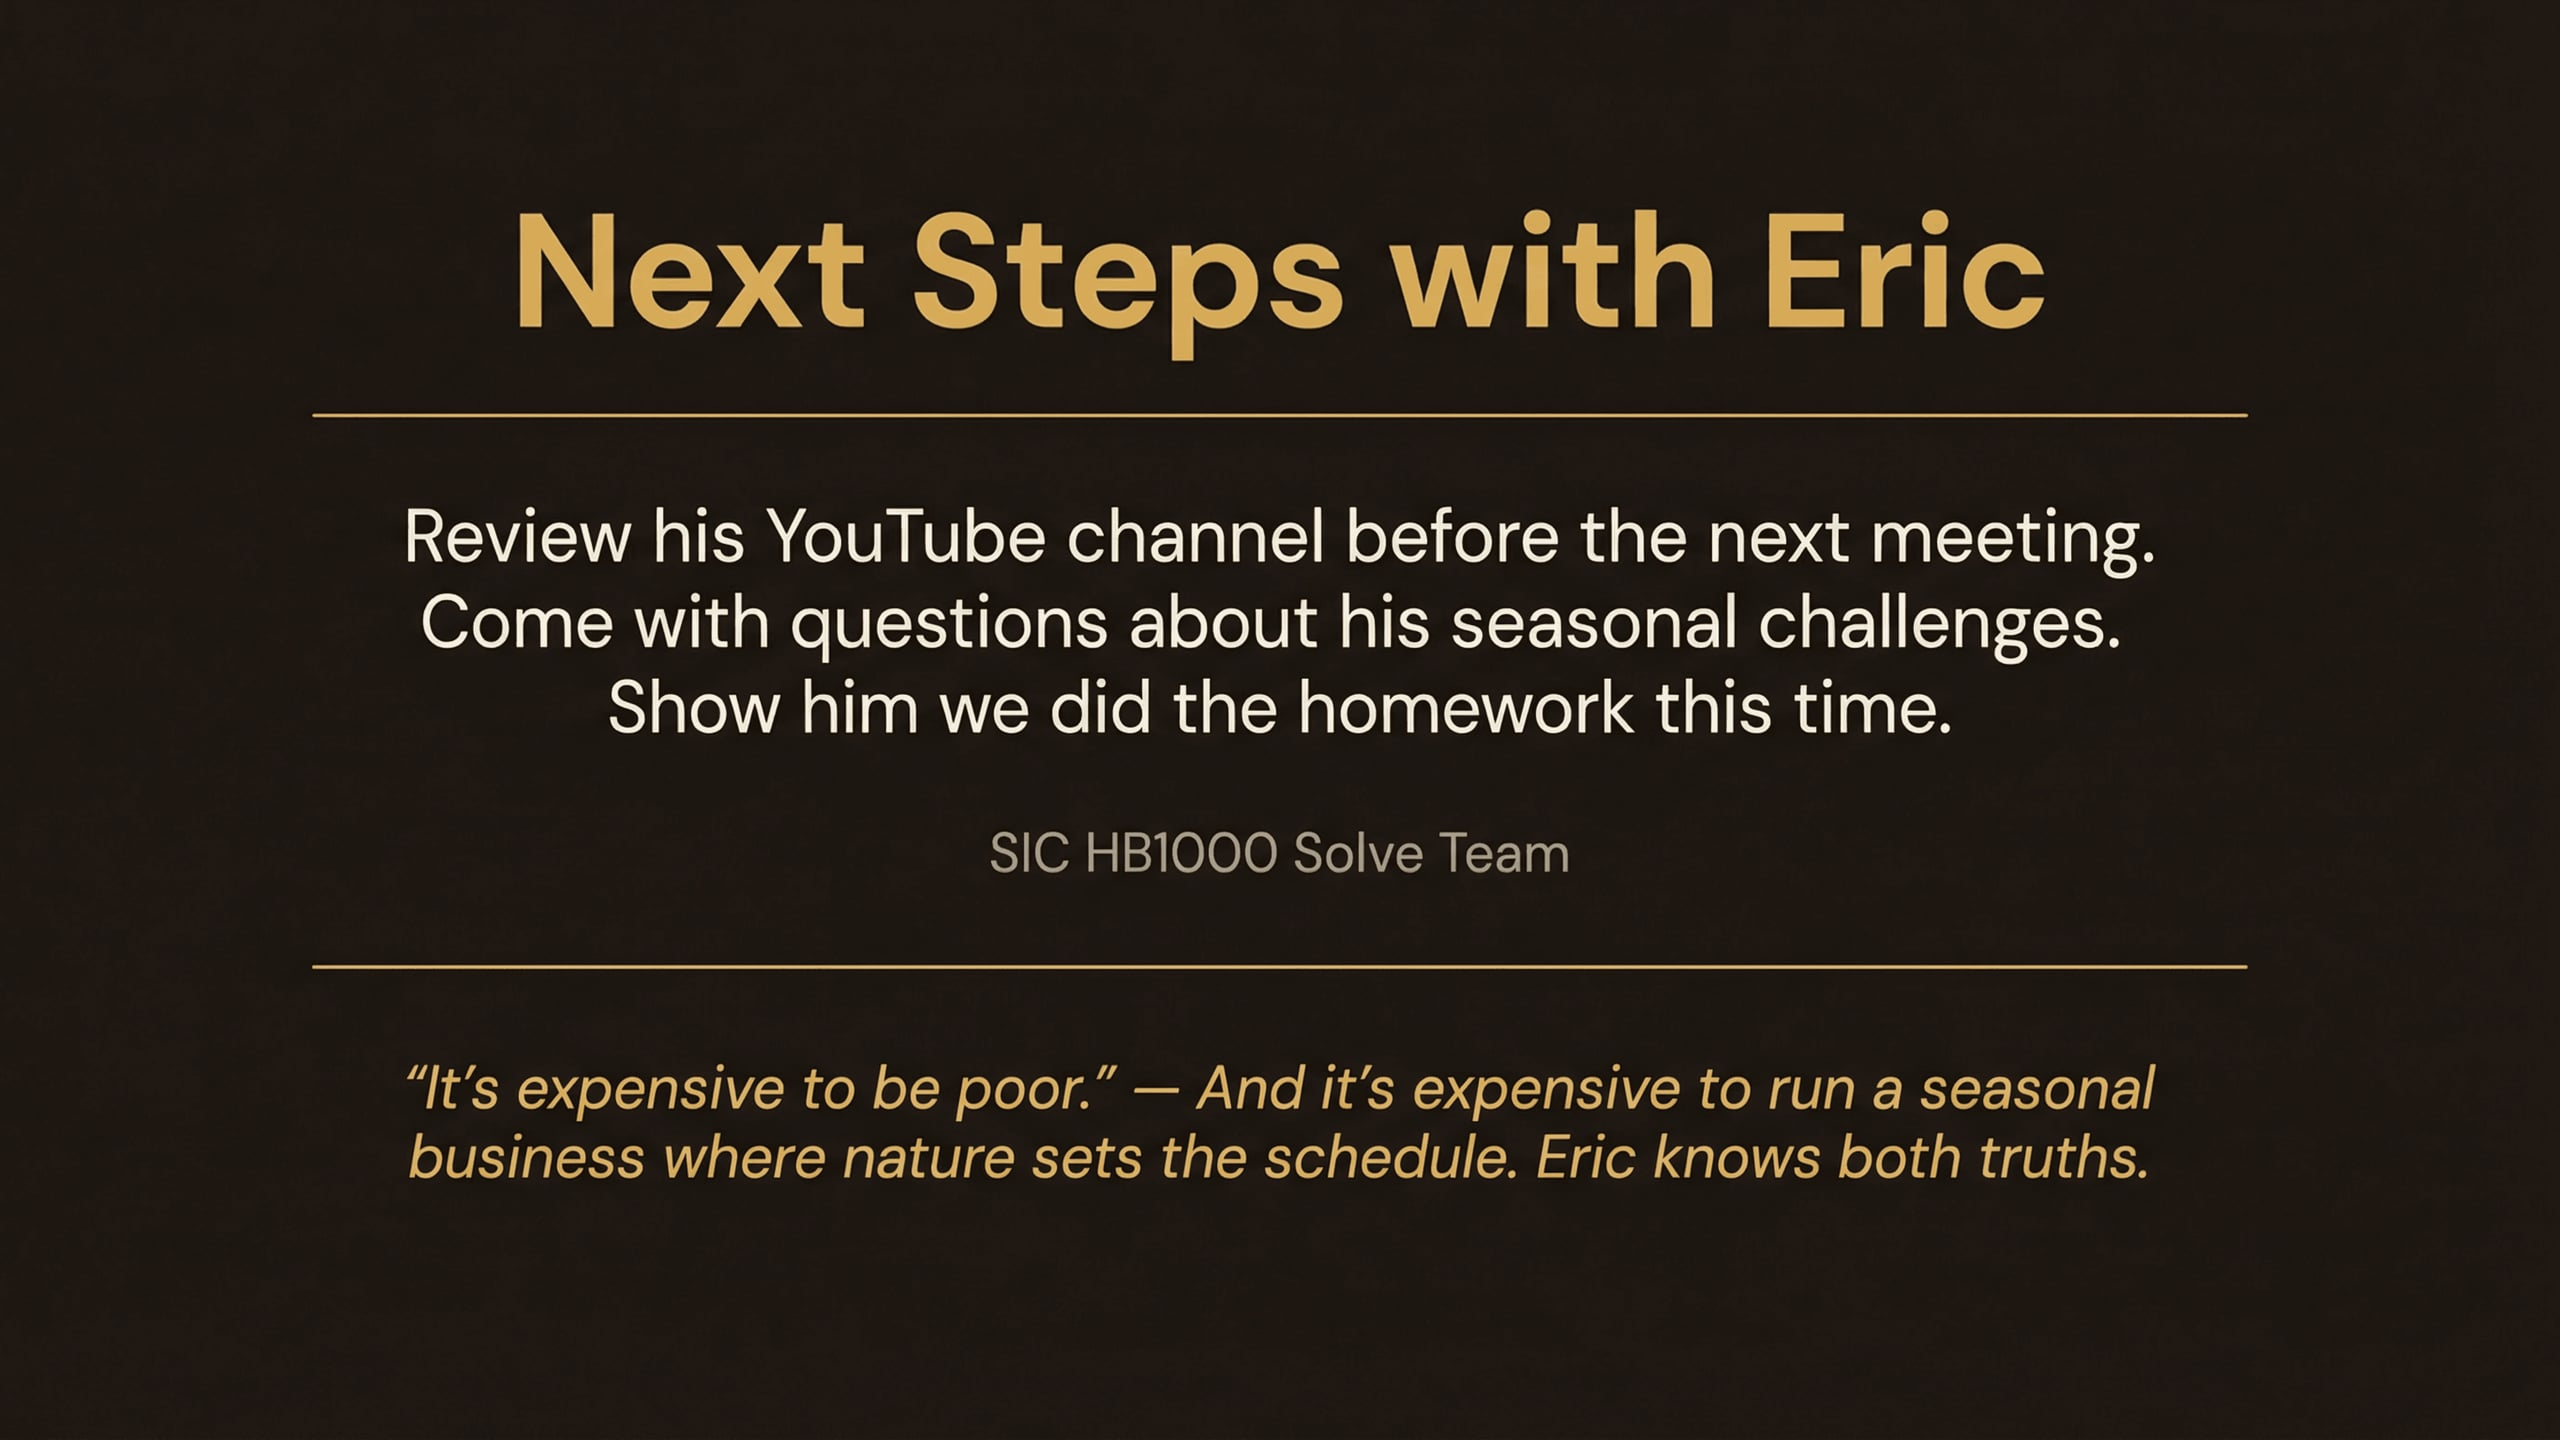 Next Steps with Eric
Review his YouTube channel before the next meeting.
Come with questions about his seasonal challenges.
Show him we did the homework this time.
SIC HB1000 Solve Team
“It’s expensive to be poor.” — And it’s expensive to run a seasonal
business where nature sets the schedule. Eric knows both truths.